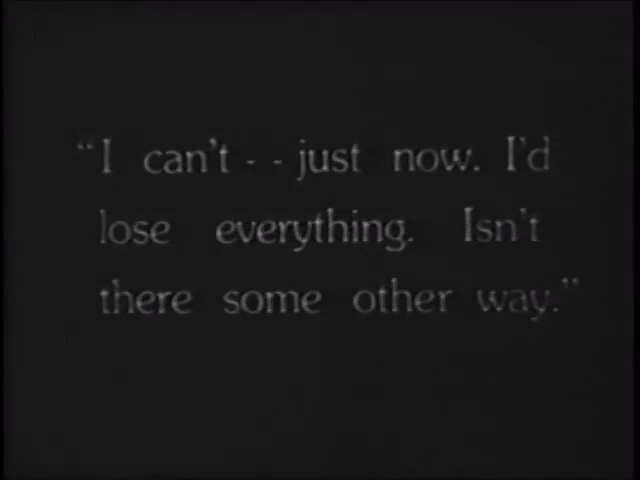 “I can't - - just now. I'd
lose everything. Isn't
there some other way.”